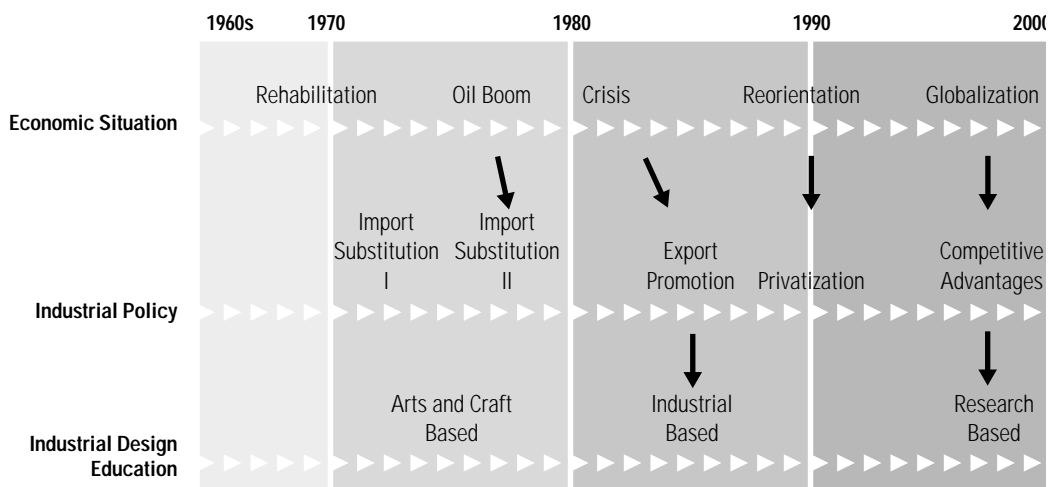 1960s 1970 1980 1990 2000
Rehabilitation Oil Boom Crisis Reorientation Globalization
Economic Situation
Import Import
Substitution Substitution Export Competitive
I II Promotion Privatization Advantages
Industrial Policy
Arts and Craft Industrial Research
Based Based Based
Industrial Design
Education